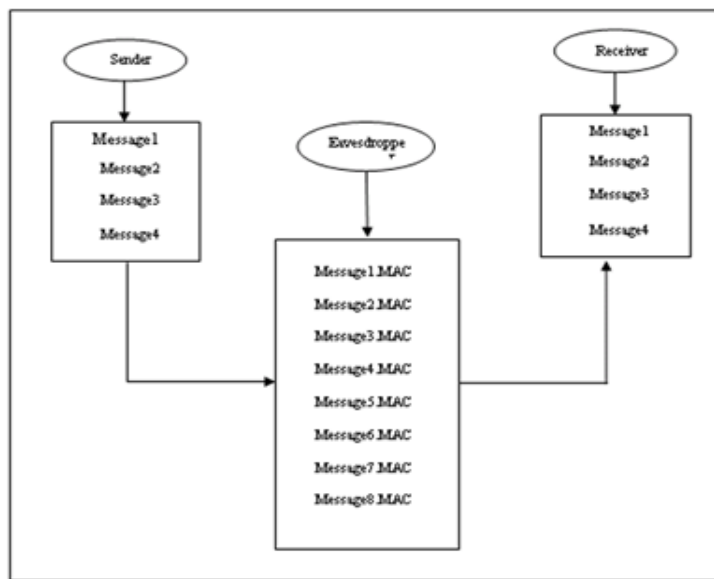 Sender
Message1
Message2
Message3
Message4
Eavesdroppe
r
Message1.MAC
Message2.MAC
Message3.MAC
Message4.MAC
Message5.MAC
Message6.MAC
Message7.MAC
Message8.MAC
Receiver
Message1
Message2
Message3
Message4